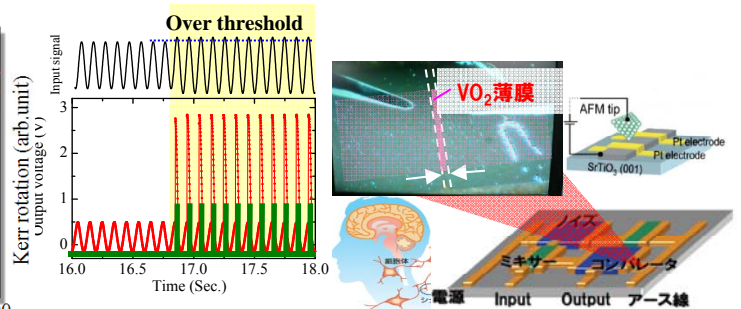 Over threshold
Input signal
Kerr rotation (arb.unit)
Output voltage (V)
3
2
1
0
16.0
16.5
17.0
17.5
18.0
Time (Sec.)
VO2薄膜
AFM tip
Pt electrode
Pt electrode
SrTiO3 (001)
細胞体
ノイズ
ミキサー
コンパレータ
電源
Input
Output
アース線